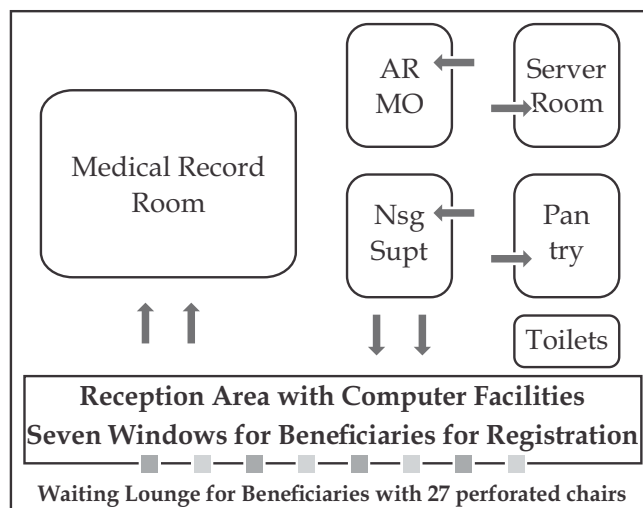 AR
MO
Server
Room
Medical Record
Room
Nsg
Supt
Pan
try
Toilets
Reception Area with Computer Facilities
Seven Windows for Beneficiaries for Registration
Waiting Lounge for Beneficiaries with 27 perforated chairs